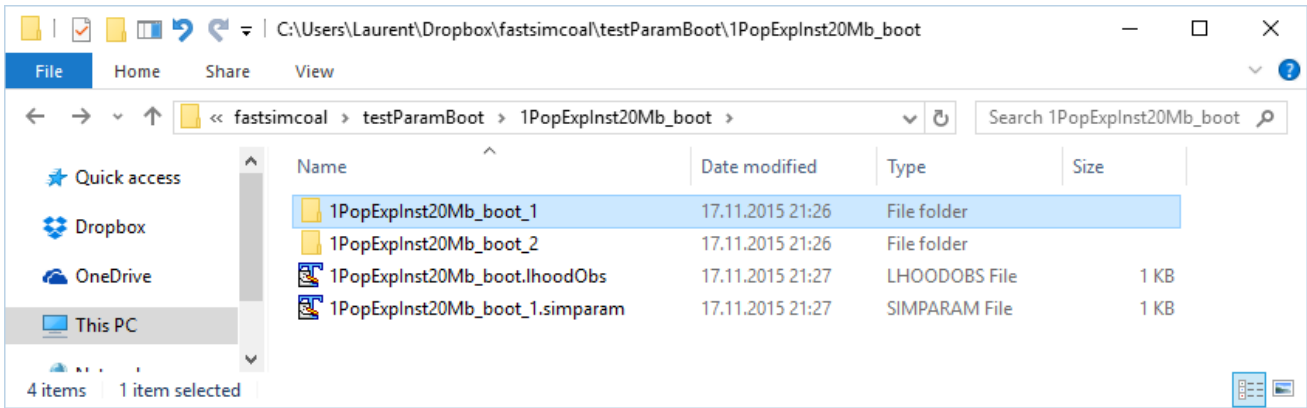 C:\Users\Laurent\Dropbox\fastsimcoal\testParamBoot\1PopExpInst20Mb_boot
File Home Share View
« fastsimcoal › testParamBoot › 1PopExpInst20Mb_boot › Search 1PopExpInst20Mb_boot
Name Date modified Type Size
Quick access
1PopExpInst20Mb_boot_1 17.11.2015 21:26 File folder
Dropbox
1PopExpInst20Mb_boot_2 17.11.2015 21:26 File folder
OneDrive
1PopExpInst20Mb_boot.lhoodObs 17.11.2015 21:27 LHOODOBS File 1 KB
1PopExpInst20Mb_boot_1.simparam 17.11.2015 21:27 SIMPARAM File 1 KB
This PC
4 items 1 item selected